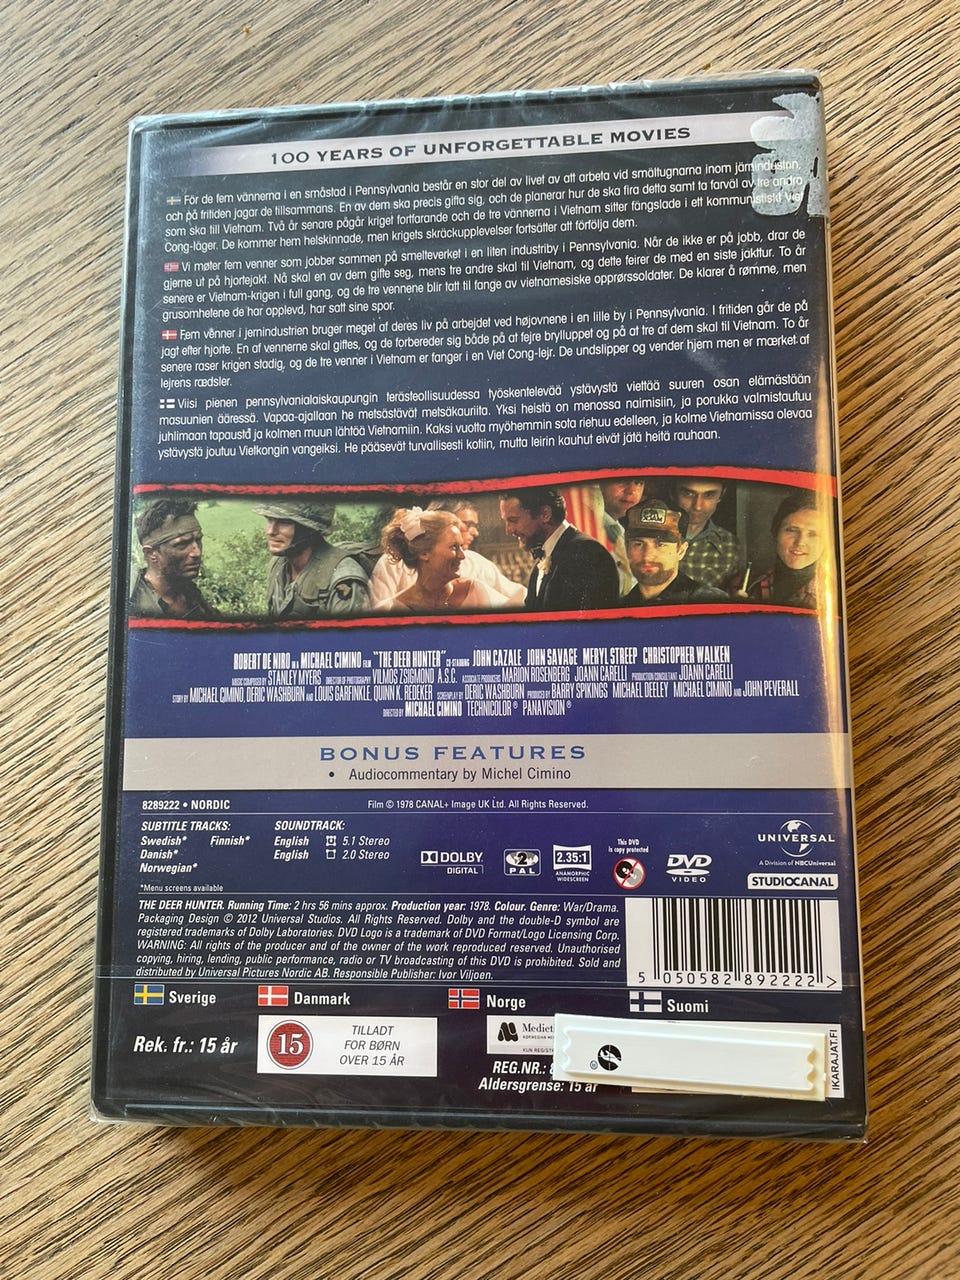 100 YEARS OF UNFORGETTABLE MOVIES
För de fem vännerna i en småstad i Pennsylvania består en stor del av livet av att arbeta vid smältugnarna inom järnindustrin,
och på fritiden jagar de tillsammans. En av dem ska precis gifta sig, och de planerar hur de ska fira detta samt ta farväl av tre andra
som ska till Vietnam. Två år senare pågår kriget fortfarande och de tre vännerna i Vietnam sitter fängslade i ett kommunistiskt Viet
Cong-läger. De kommer hem helskinnade, men krigets skräckupplevelser fortsätter att förfölja dem.
Vi møter fem venner som jobber sammen på smelteverket i en liten industriby i Pennsylvania. Når de ikke er på jobb, drar de
gjerne ut på hjortejakt. Nå skal en av dem gifte seg, mens tre andre skal til Vietnam, og dette feirer de med en siste jakttur. To år
senere er Vietnam-krigen i full gang, og de tre vennene blir tatt til fange av vietnamesiske opprørssoldater. De klarer å rømme, men
grusomhetene de har opplevd, har satt sine spor.
Fem venner i jernindustrien bruger meget af deres liv på arbejdet ved højovnene i en lille by i Pennsylvania. I fritiden går de på
jagt efter hjorte. En af vennerne skal giftes, og de forbereder sig både på at fejre brylluppet og på at tre af dem skal til Vietnam. To år
senere raser krigen stadig, og de tre venner i Vietnam er fanger i en Viet Cong-lejr. De undslipper og vender hjem men er mærket af
lejrens rædsler.
Viisi pienen pennsylvanialaiskaupungin terästeollisuudessa työskentelevää ystävystä viettää suuren osan elämästään
masuunien ääressä. Vapaa-ajallaan he metsästävät metsäkauriita. Yksi heistä on menossa naimisiin, ja porukka valmistautuu
juhlimaan tapausta ja kolmen muun lähtöä Vietnamiin. Kaksi vuotta myöhemmin sota riehuu edelleen, ja kolme Vietnamissa olevaa
ystävystä joutuu Vietkongin vangeiksi. He pääsevät turvallisesti kotiin, mutta leirin kauhut eivät jätä heitä rauhaan.
ROBERT DE NIRO IN A MICHAEL CIMINO FILM "THE DEER HUNTER" CO-STARRING JOHN CAZALE JOHN SAVAGE MERYL STREEP CHRISTOPHER WALKEN
MUSIC COMPOSED BY STANLEY MYERS DIRECTOR OF PHOTOGRAPHY VILMOS ZSIGMOND A.S.C. ASSOCIATE PRODUCERS MARION ROSENBERG JOANN CARELLI PRODUCTION CONSULTANT JOANN CARELLI
STORY BY MICHAEL CIMINO, DERIC WASHBURN AND LOUIS GARFINKLE, QUINN K. REDEKER SCREENPLAY BY DERIC WASHBURN PRODUCED BY BARRY SPIKINGS MICHAEL DEELEY MICHAEL CIMINO AND JOHN PEVERALL
DIRECTED BY MICHAEL CIMINO TECHNICOLOR® PANAVISION®
BONUS FEATURES
• Audiocommentary by Michel Cimino
8289222 • NORDIC
Film © 1978 CANAL+ Image UK Ltd. All Rights Reserved.
SUBTITLE TRACKS:
Swedish* Finnish*
Danish*
Norwegian*
*Menu screens available
SOUNDTRACK:
English 5.1 Stereo
English 2.0 Stereo
DOLBY
DIGITAL
2
PAL
2.35:1
ANAMORPHIC
WIDESCREEN
This DVD
is copy protected
DVD
VIDEO
UNIVERSAL
A Division of NBCUniversal
STUDIOCANAL
THE DEER HUNTER. Running Time: 2 hrs 56 mins approx. Production year: 1978. Colour. Genre: War/Drama.
Packaging Design © 2012 Universal Studios. All Rights Reserved. Dolby and the double-D symbol are
registered trademarks of Dolby Laboratories. DVD Logo is a trademark of DVD Format/Logo Licensing Corp.
WARNING: All rights of the producer and of the owner of the work reproduced reserved. Unauthorised
copying, hiring, lending, public performance, radio or TV broadcasting of this DVD is prohibited. Sold and
distributed by Universal Pictures Nordic AB. Responsible Publisher: Ivor Viljoen.
5 050582 892222 >
Sverige
Danmark
Norge
Suomi
Rek. fr.: 15 år
15
TILLADT
FOR BØRN
OVER 15 ÅR
REG.NR.:
Aldersgrense: 15 år
®
IKARAJAT.FI